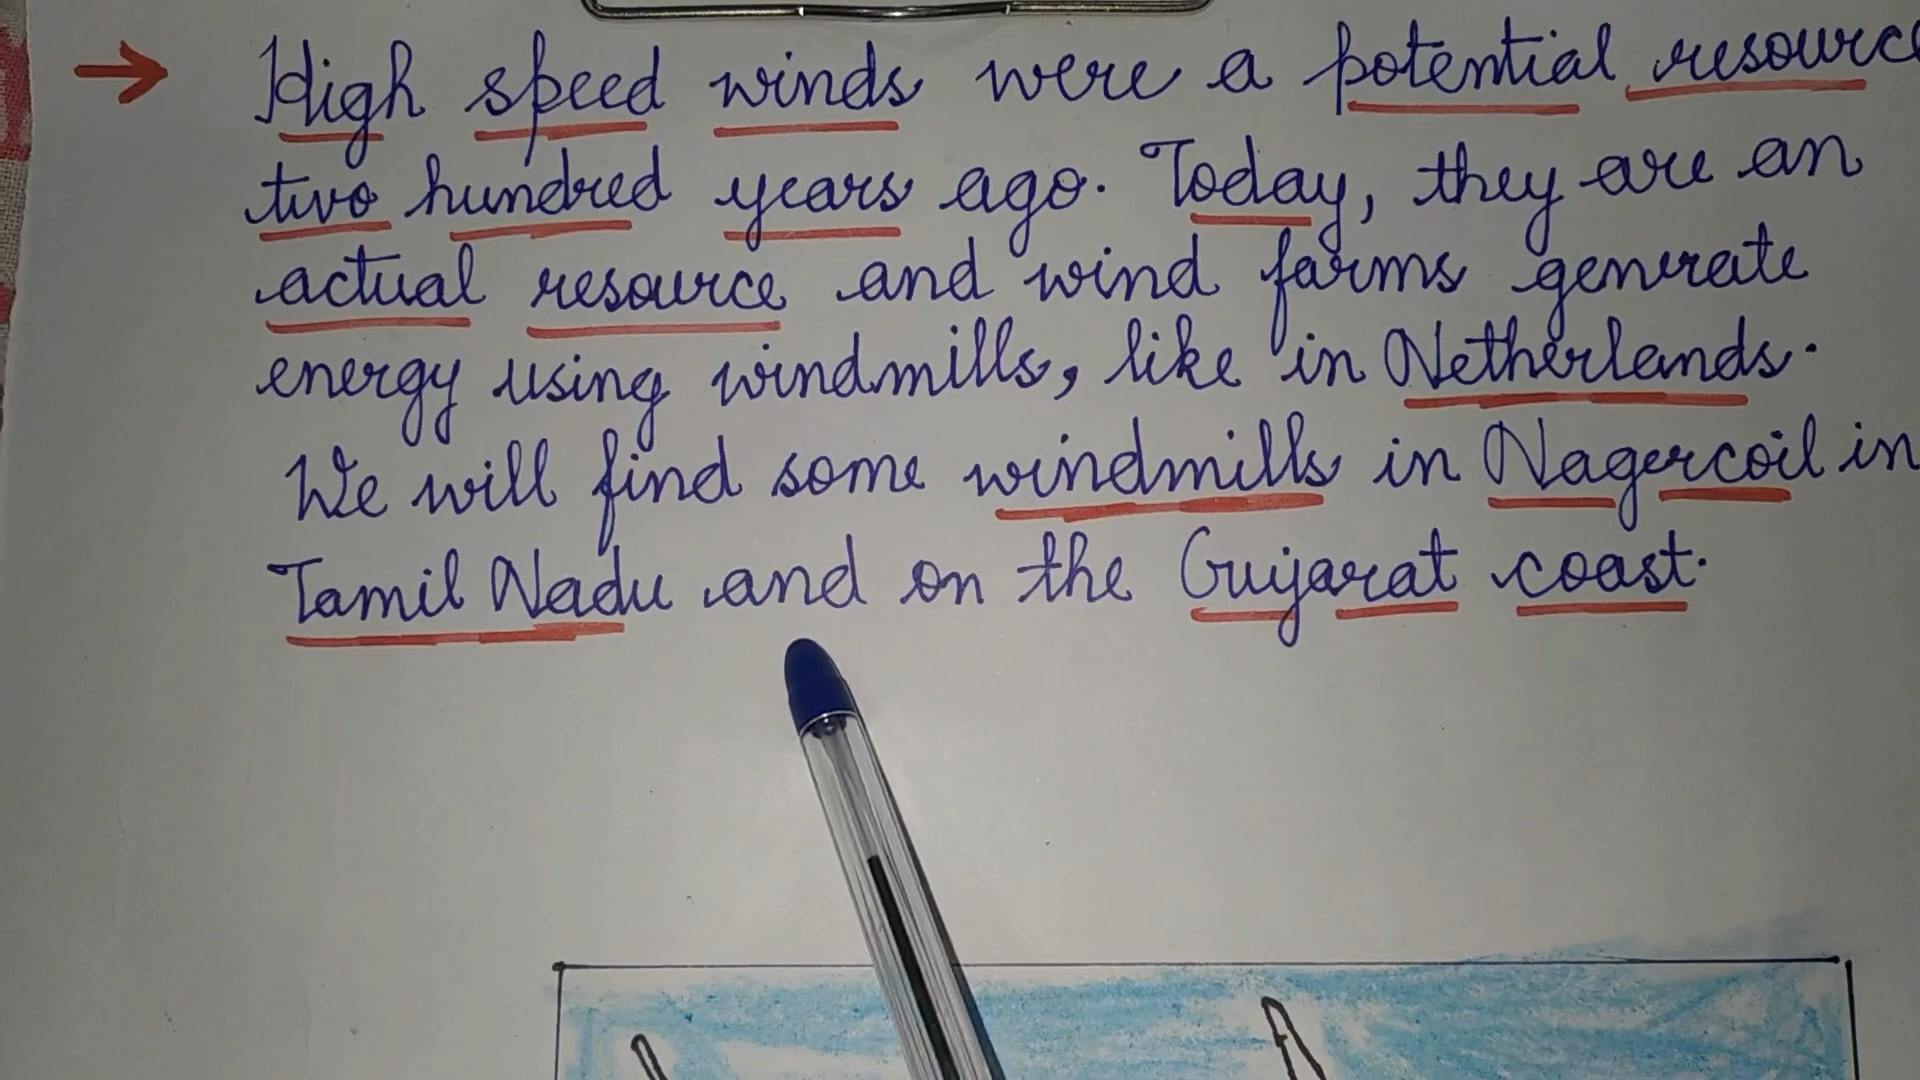 High speed winds were a potential resource
two hundred years ago. Today, they are an
actual resource and wind farms generate
energy using windmills, like in Netherlands.
We will find some windmills in Nagercoil in
Tamil Nadu and on the Gujarat coast.